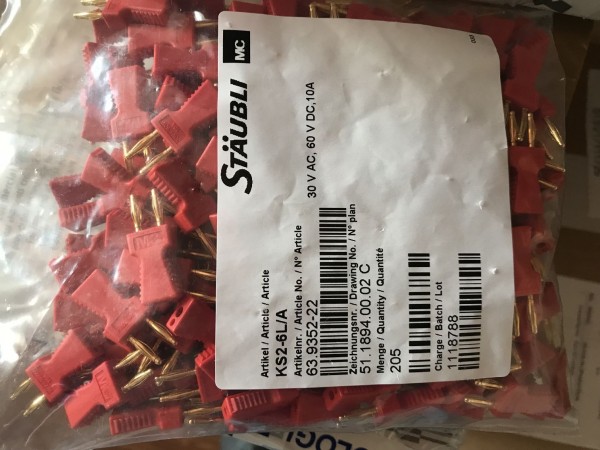 STÄUBLI MC
30 V AC, 60 V DC,10A
Artikel / Article / Article
KS2-6L/A
Artikelnr. / Article No. / N° Article
63.9352-22
Zeichnungsnr. / Drawing No. / N° plan
51.1894.00.02 C
Menge / Quantity / Quantité
205
Charge / Batch / Lot
1118788
MC